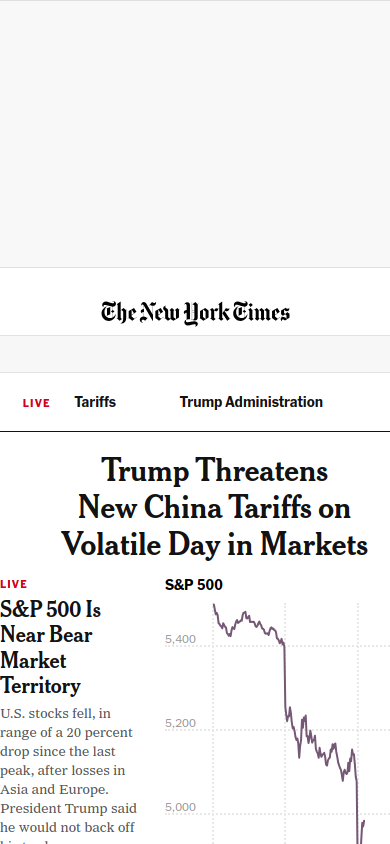 The New York Times
LIVE
Tariffs
Trump Administration
Trump Threatens
New China Tariffs on
Volatile Day in Markets
LIVE
S&P 500 Is
Near Bear
Market
Territory
U.S. stocks fell, in
range of a 20 percent
drop since the last
peak, after losses in
Asia and Europe.
President Trump said
he would not back off
S&P 500
5,400
5,200
5,000